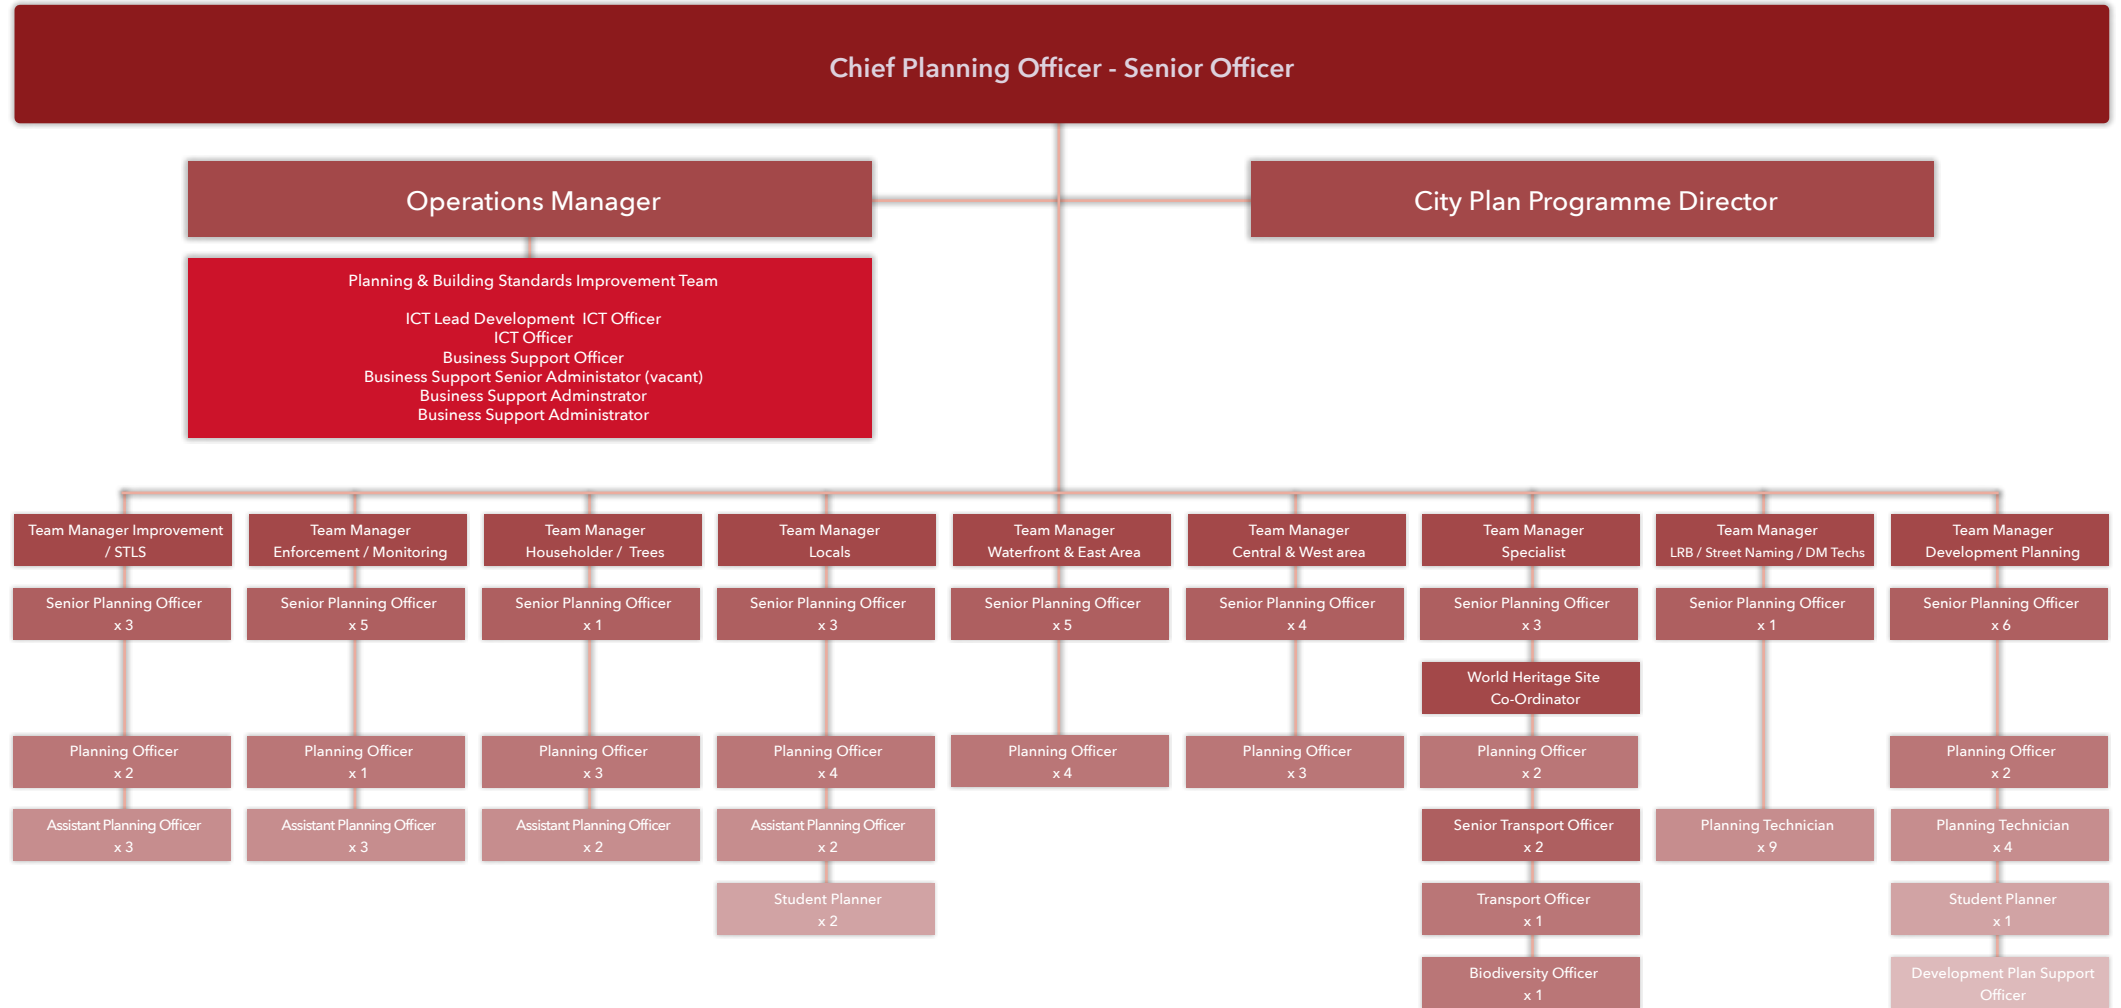 Chief Planning Officer - Senior Officer
Operations Manager
City Plan Programme Director
Planning & Building Standards Improvement Team
ICT Lead Development  ICT Officer
ICT Officer
Business Support Officer
Business Support Senior Administator (vacant)
Business Support Adminstrator
Business Support Administrator
Team Manager Improvement
/ STLS
Senior Planning Officer
x 3
Planning Officer
x 2
Assistant Planning Officer
x 3
Team Manager
Enforcement / Monitoring
Senior Planning Officer
x 5
Planning Officer
x 1
Assistant Planning Officer
x 3
Team Manager
Householder /  Trees
Senior Planning Officer
x 1
Planning Officer
x 3
Assistant Planning Officer
x 2
Team Manager
Locals
Senior Planning Officer
x 3
Planning Officer
x 4
Assistant Planning Officer
x 2
Student Planner
x 2
Team Manager
Waterfront & East Area
Senior Planning Officer
x 5
Planning Officer
x 4
Team Manager
Central & West area
Senior Planning Officer
x 4
Planning Officer
x 3
Team Manager
Specialist
Senior Planning Officer
x 3
World Heritage Site
Co-Ordinator
Planning Officer
x 2
Senior Transport Officer
x 2
Transport Officer
x 1
Biodiversity Officer
x 1
Team Manager
LRB / Street Naming / DM Techs
Senior Planning Officer
x 1
Planning Technician
x 9
Team Manager
Development Planning
Senior Planning Officer
x 6
Planning Officer
x 2
Planning Technician
x 4
Student Planner
x 1
Development Plan Support
Officer